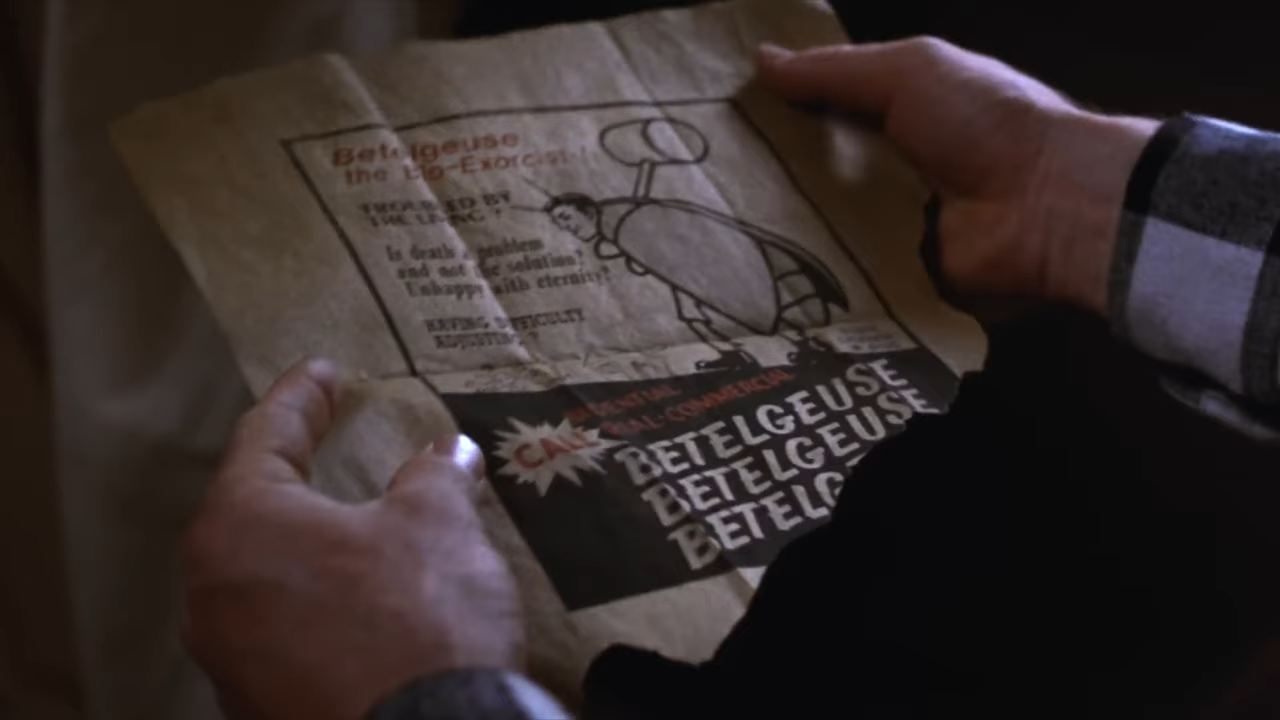 Betelgeuse
the Bio-Exorcist
TROUBLED BY
THE LIVING?
Is death a problem
and not the solution?
Unhappy with eternity?
HAVING DIFFICULTY
ADJUSTING?
CALL
BETELGEUSE
BETELGEUSE